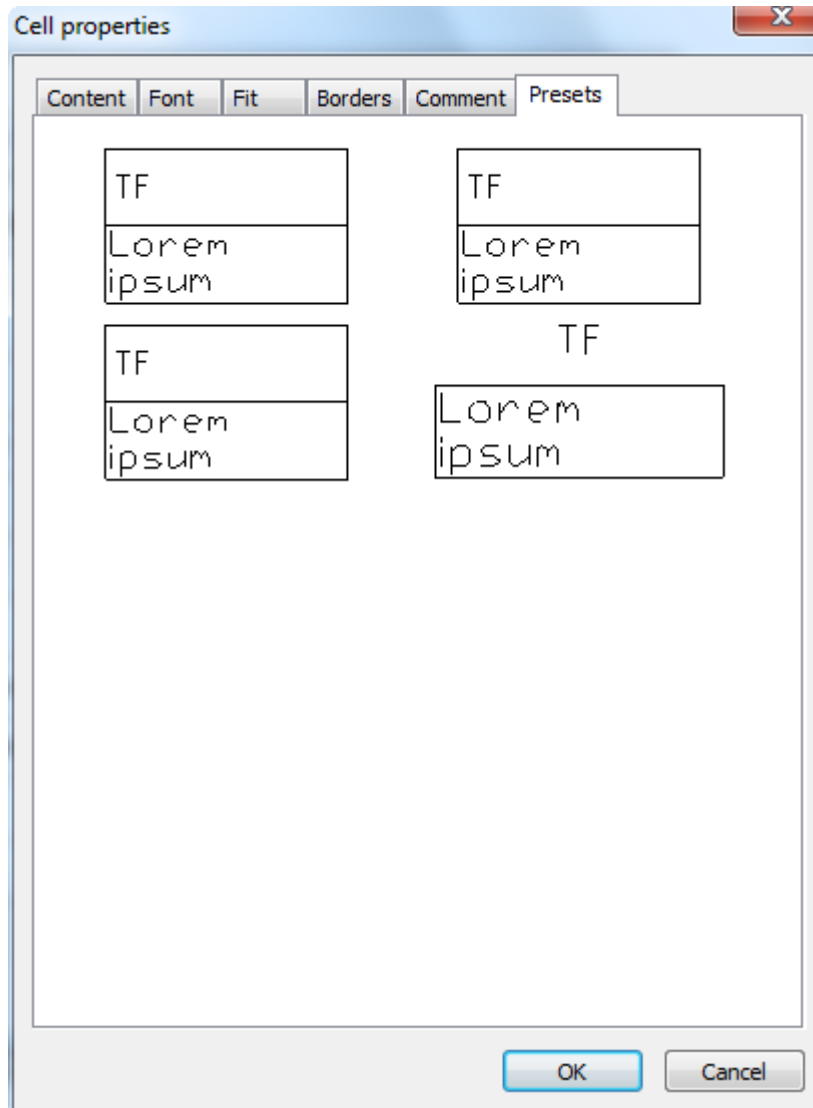 Cell properties
Content Font Fit Borders Comment Presets
TF
Lorem
ipsum
TF
Lorem
ipsum
TF
Lorem
ipsum
TF
Lorem
ipsum
OK Cancel